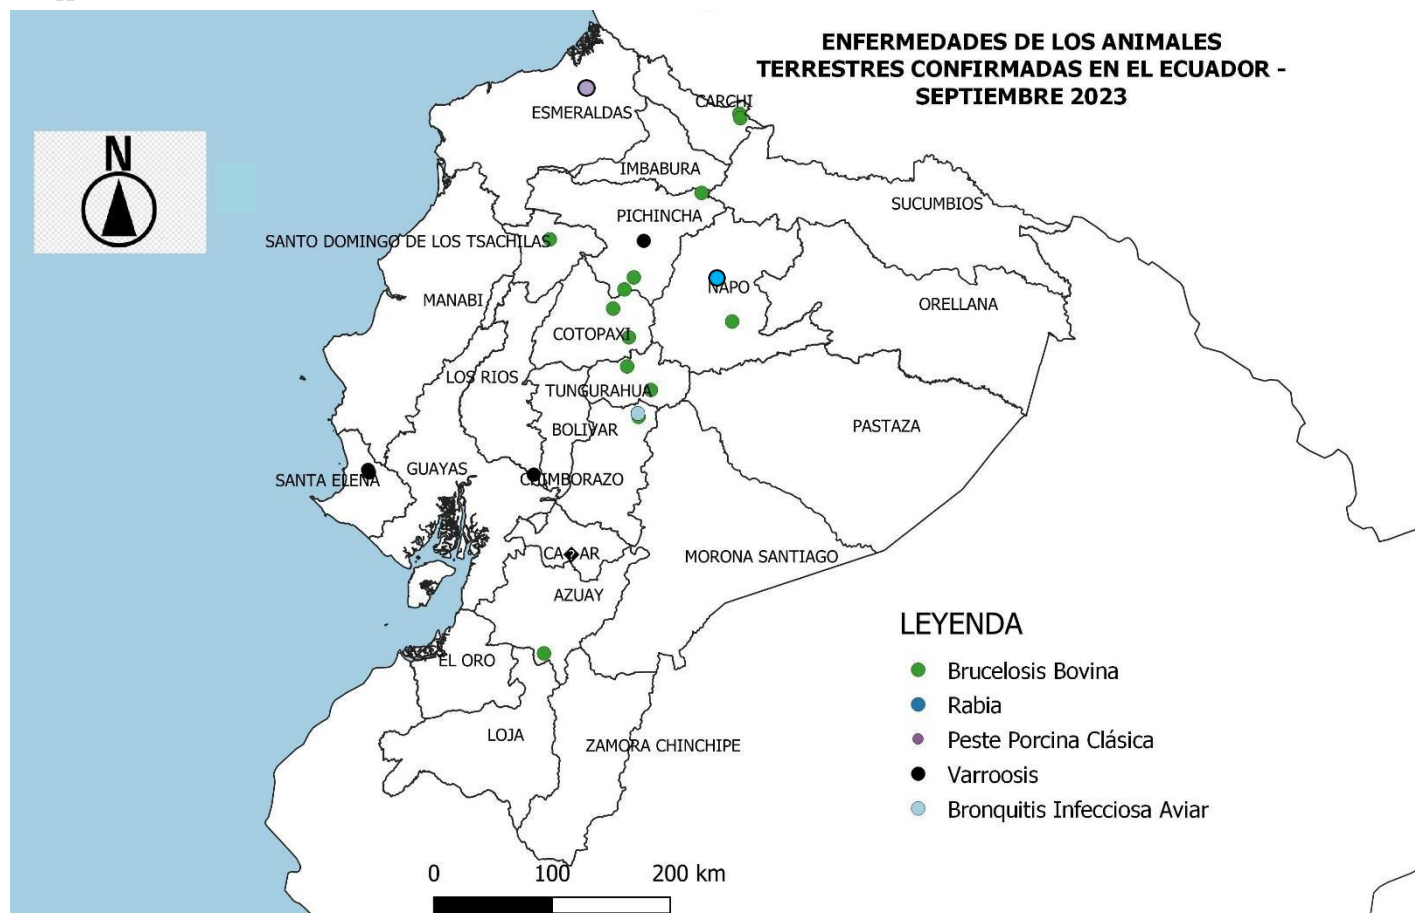 ENFERMEDADES DE LOS ANIMALES
TERRESTRES CONFIRMADAS EN EL ECUADOR -
SEPTIEMBRE 2023
N
CARCHI
ESMERALDAS
IMBABURA
SUCUMBIOS
PICHINCHA
SANTO DOMINGO DE LOS TSACHILAS
NAPO
MANABI
ORELLANA
COTOPAXI
LOS RIOS
TUNGURAHUA
PASTAZA
BOLIVAR
GUAYAS
SANTA ELENA
CHIMBORAZO
CA�AR
MORONA SANTIAGO
AZUAY
EL ORO
LOJA
ZAMORA CHINCHIPE
LEYENDA
Brucelosis Bovina
Rabia
Peste Porcina Clásica
Varroosis
Bronquitis Infecciosa Aviar
0 100 200 km